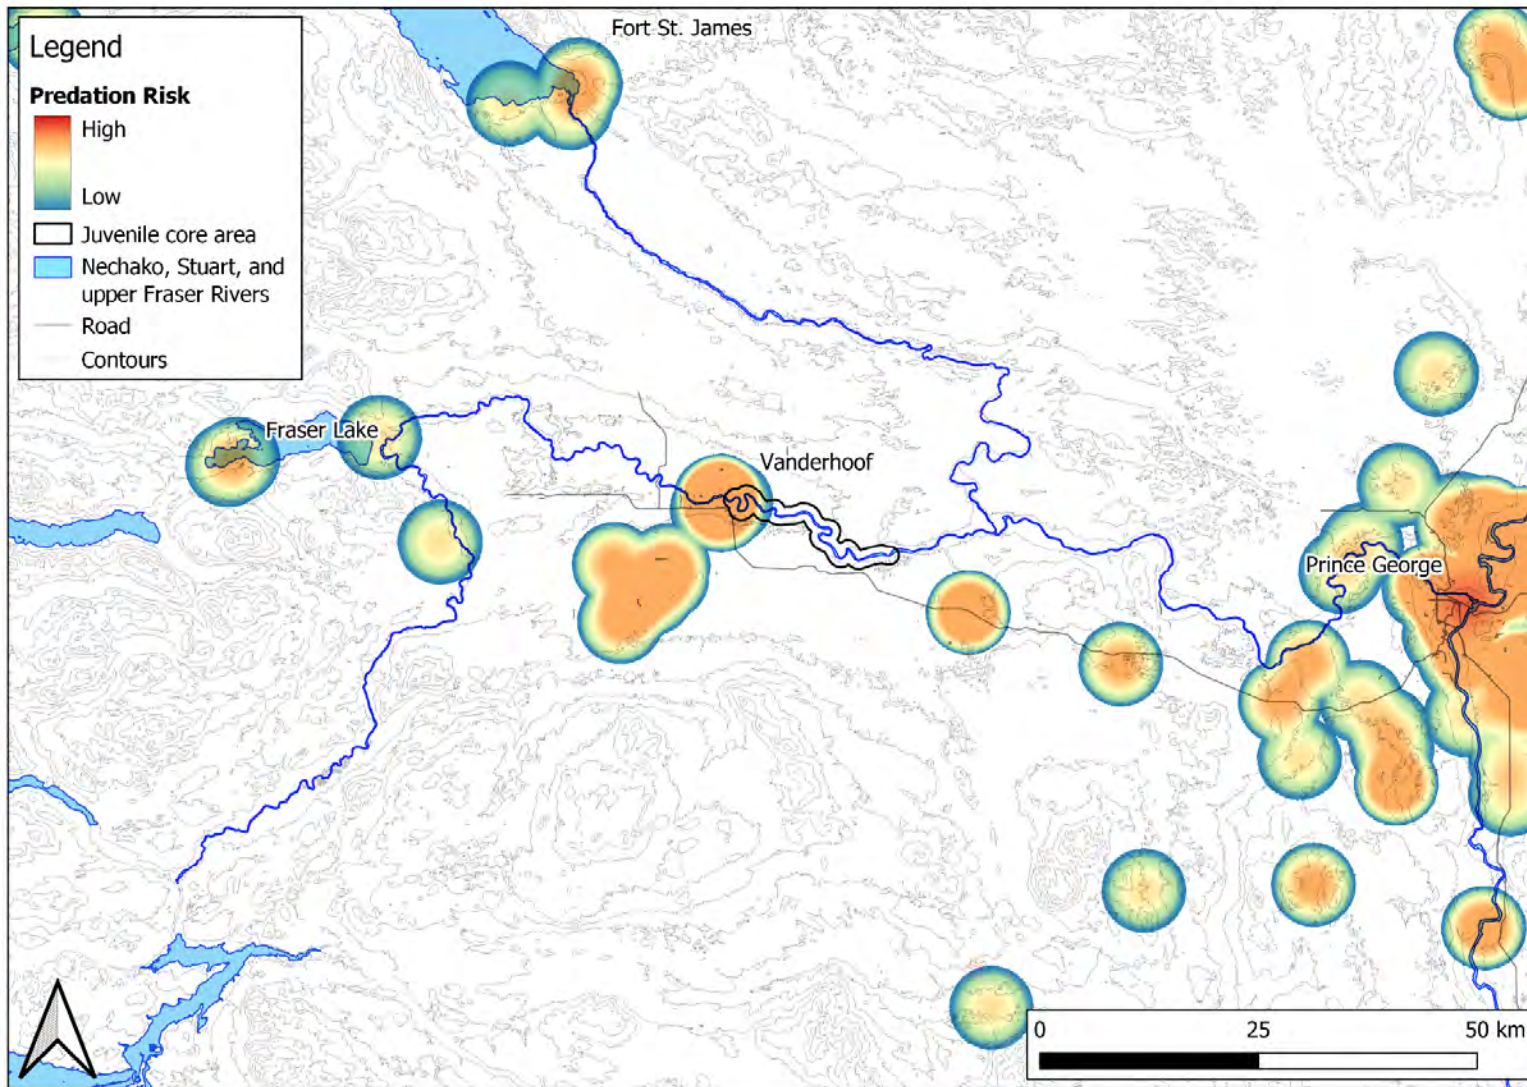 Legend
Predation Risk
High
Low
Juvenile core area
Nechako, Stuart, and
upper Fraser Rivers
Road
Contours
Fort St. James
Fraser Lake
Vanderhoof
Prince George
0 25 50 km